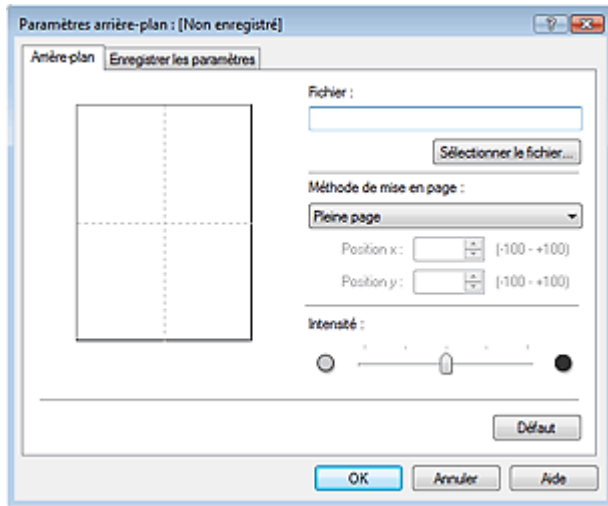 Paramètres arrière-plan : [Non enregistré]
Arrière-plan
Enregistrer les paramètres
Fichier :
Sélectionner le fichier...
Méthode de mise en page :
Pleine page
Position x : (-100 - +100)
Position y : (-100 - +100)
Intensité :
Défaut
OK
Annuler
Aide